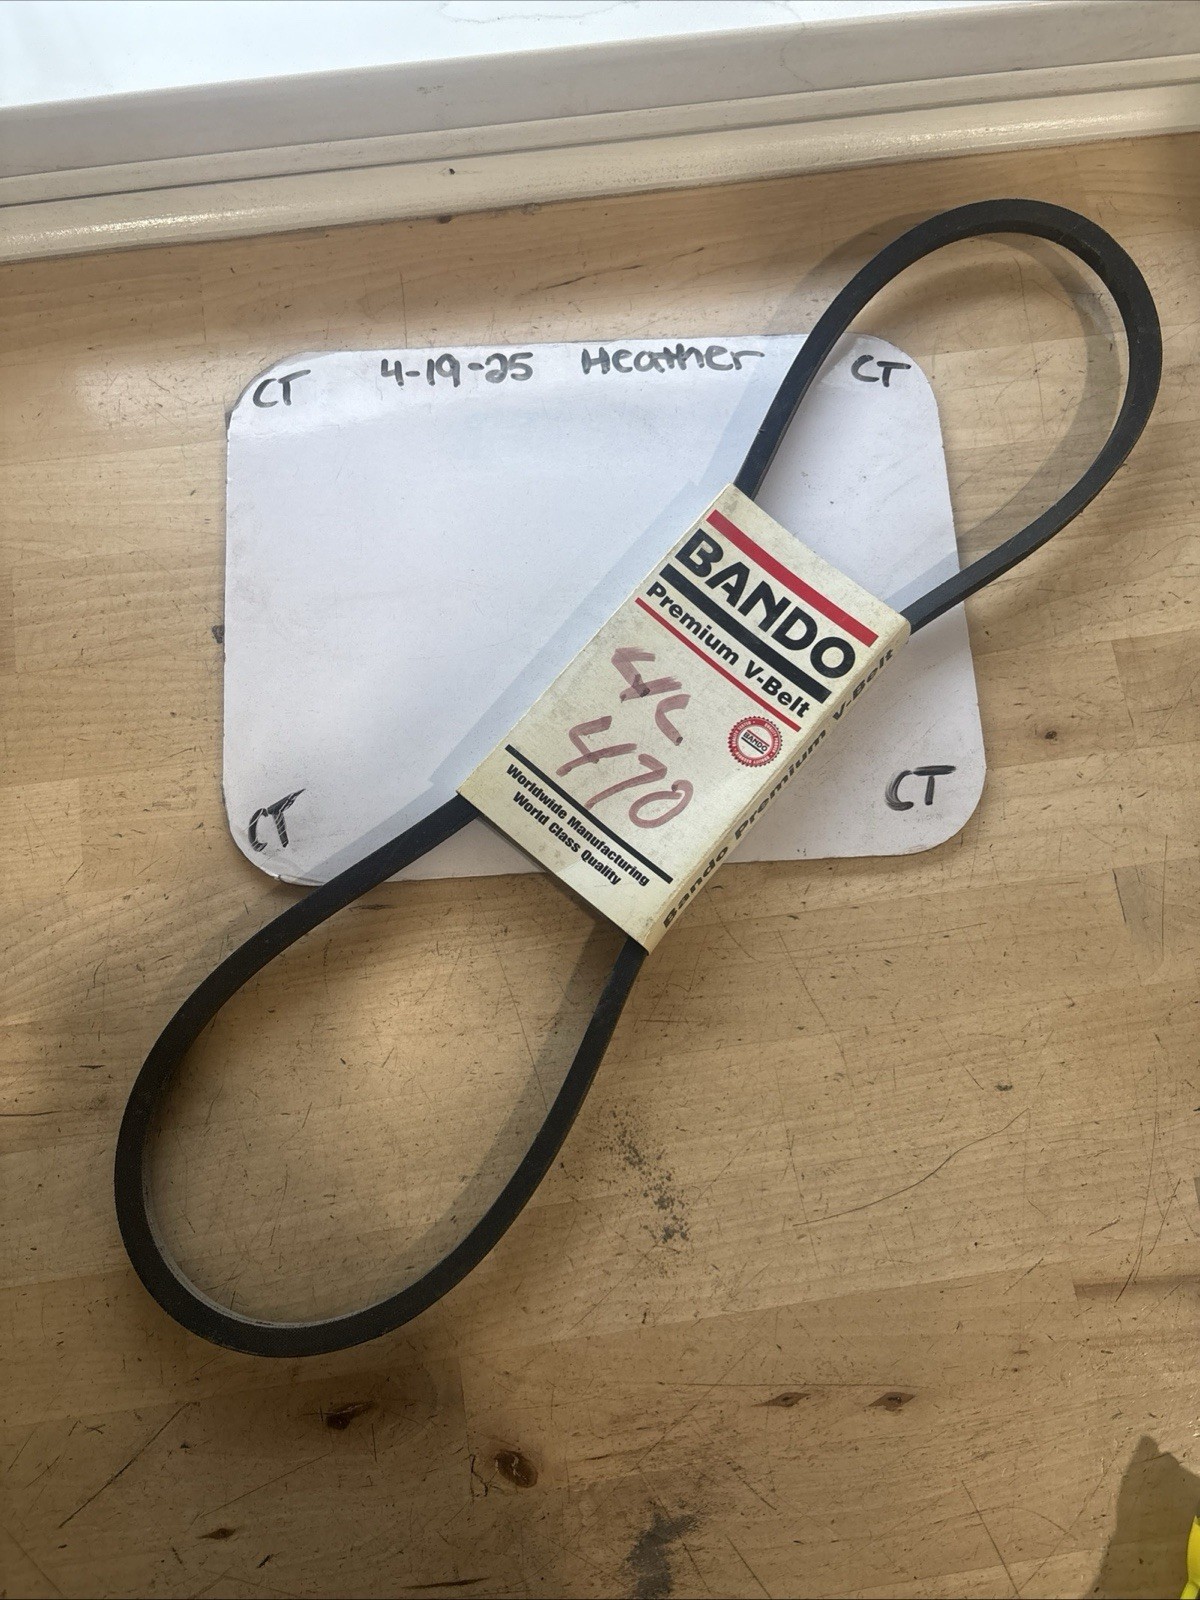 CT 4-19-25 Heather CT
BANDO
Premium V-Belt
4L
470
BANDO
Worldwide Manufacturing
World Class Quality
Bando Premium V-Belt
CT
CT